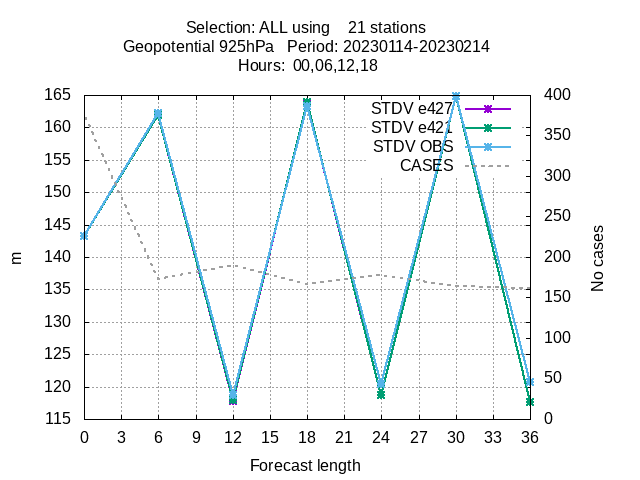 Selection: ALL using    21 stations
Geopotential 925hPa   Period: 20230114-20230214
Hours:  00,06,12,18
165 400
STDV e427
160 350
STDV e421
STDV OBS
155 300
CASES
150
145 250
m 140 200 No cases
135 150
130 100
125
120 50
115 0
0 3 6 9 12 15 18 21 24 27 30 33 36
Forecast length